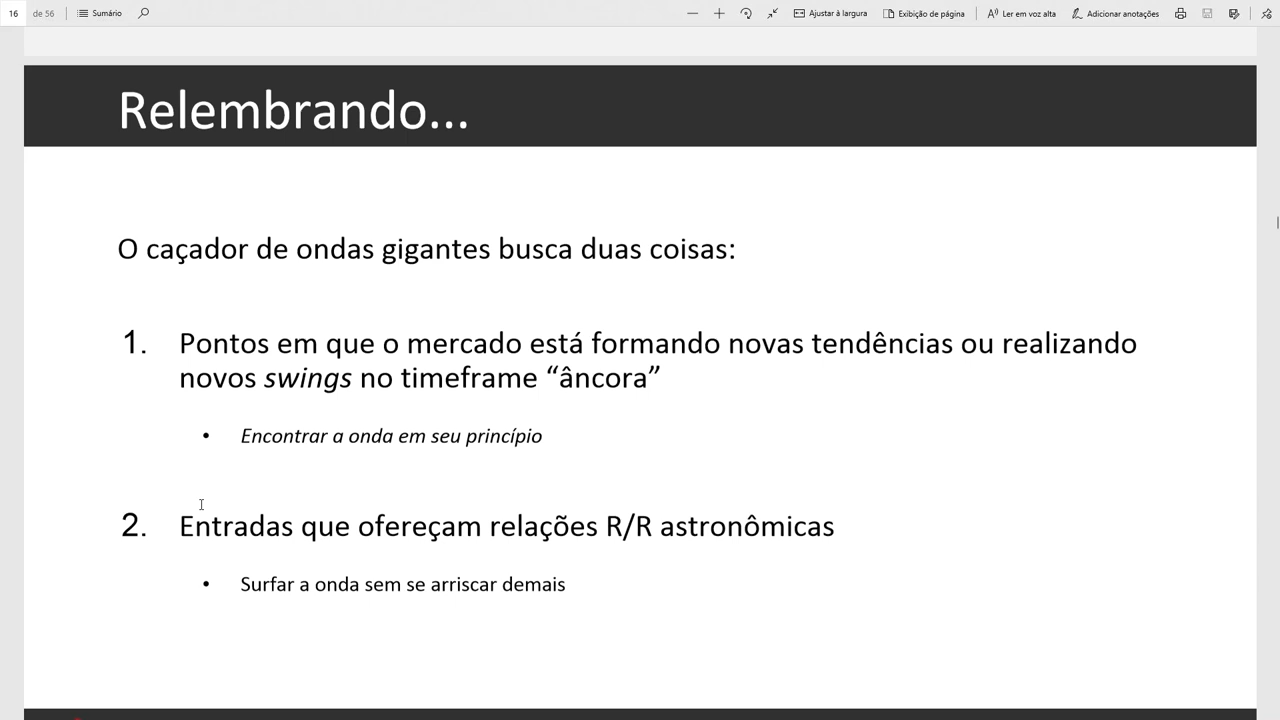 16 de 56 Sumário Ajustar à largura Exibição de página Ler em voz alta Adicionar anotações
Relembrando...
O caçador de ondas gigantes busca duas coisas:
1. Pontos em que o mercado está formando novas tendências ou realizando
novos swings no timeframe “âncora”
• Encontrar a onda em seu princípio
2. Entradas que ofereçam relações R/R astronômicas
• Surfar a onda sem se arriscar demais